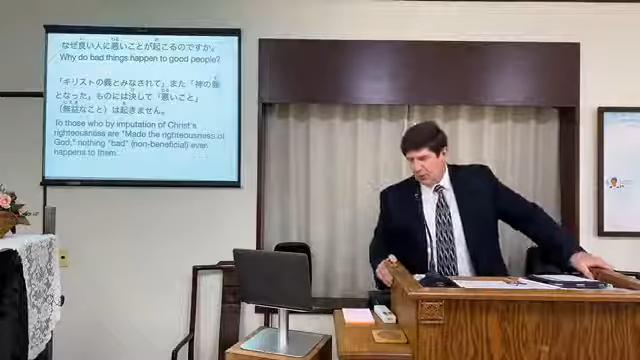 なぜ良い人に悪いことが起こるのですか。
Why do bad things happen to good people?
「キリストの義とみなされて」また「神の義
となった」ものには決して「悪いこと」
（無益なこと）は起きません。
To those who by imputation of Christ's
righteousness are "Made the righteousness of
God," nothing "bad" (non-beneficial) ever
happens to them.